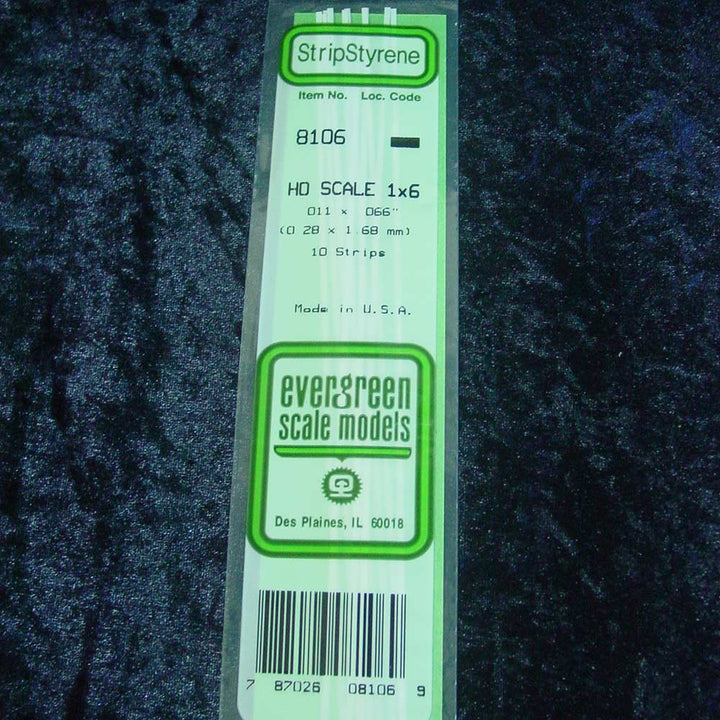 StripStyrene
Item No. Loc. Code
8106
HO SCALE 1x6
.011 x .066"
(0.28 x 1.68 mm)
10 Strips
Made in U.S.A.
evergreen
scale models
Des Plaines, IL 60018
7 87026 08106 9